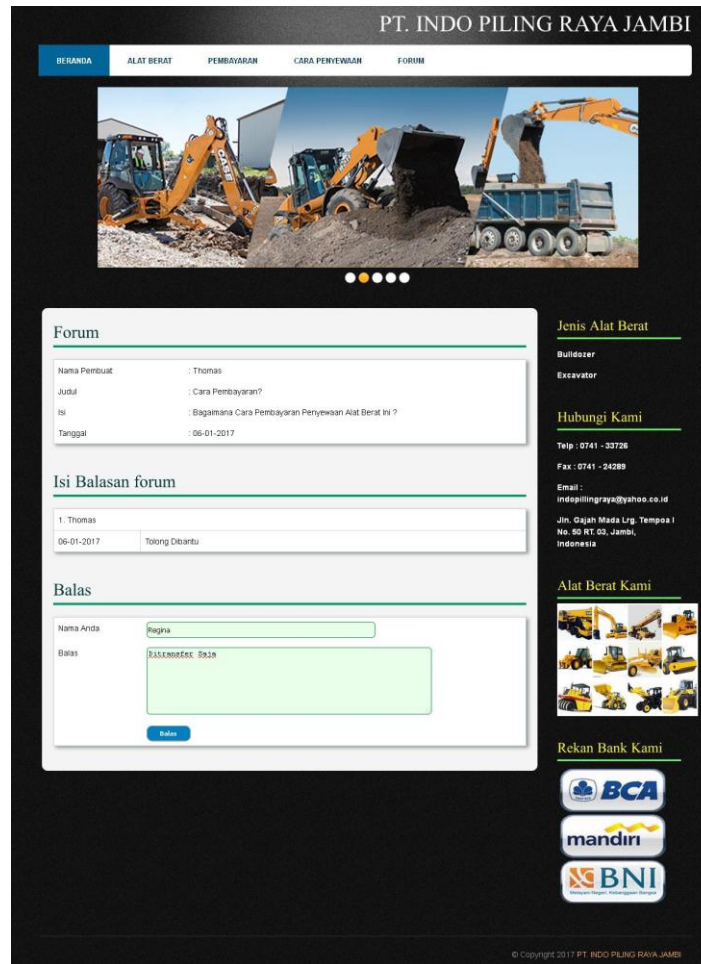 PT. INDO PILING RAYA JAMBI
BERANDA ALAT BERAT PEMBAYARAN CARA PENYEWAAN FORUM
CASE
Forum
Nama Pembuat : Thomas
Judul : Cara Pembayaran?
Isi : Bagaimana Cara Pembayaran Penyewaan Alat Berat Ini ?
Tanggal : 06-01-2017
Isi Balasan forum
1. Thomas
06-01-2017 Tolong Dibantu
Balas
Nama Anda Regina
Balas Ditransfer Saja
Balas
Jenis Alat Berat
Bulldozer
Excavator
Hubungi Kami
Telp : 0741 - 33726
Fax : 0741 - 24289
Email :
indopillingraya@yahoo.co.id
Jln. Gajah Mada Lrg. Tempoa I
No. 50 RT. 03, Jambi,
Indonesia
Alat Berat Kami
Rekan Bank Kami
BCA
mandiri
BNI
© Copyright 2017 PT. INDO PILING RAYA JAMBI